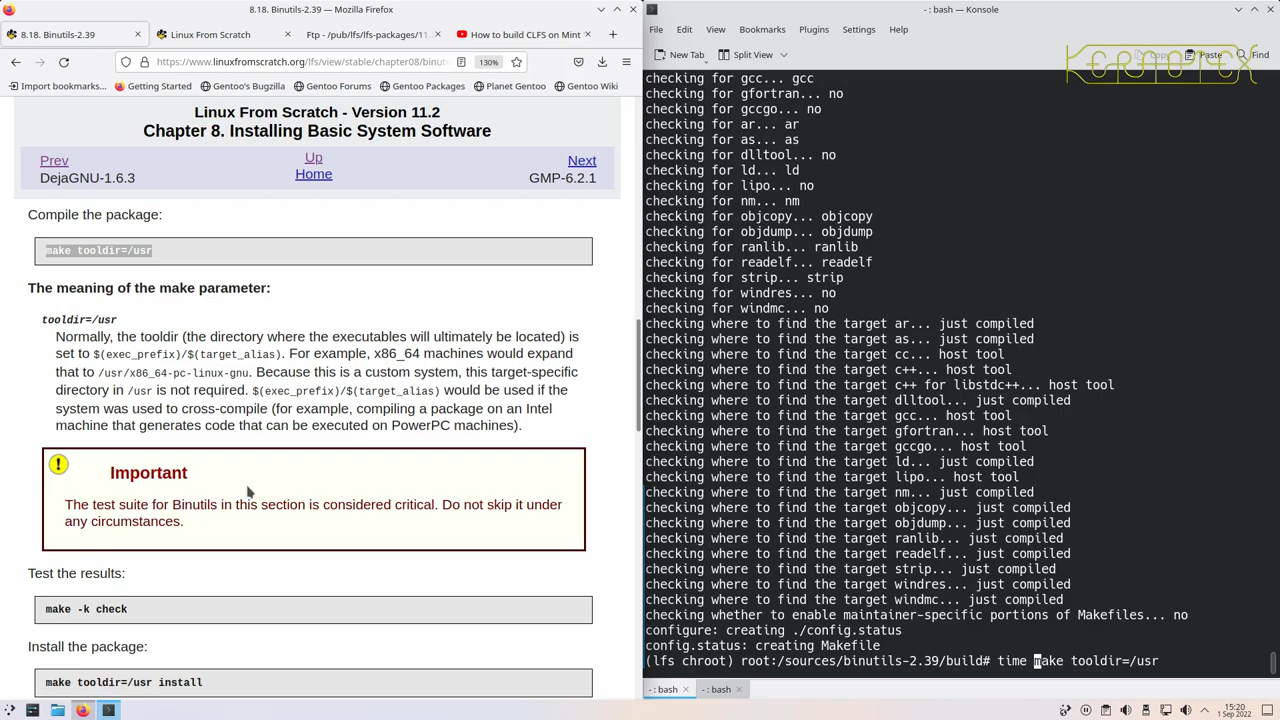 8.18. Binutils-2.39 — Mozilla Firefox
8.18. Binutils-2.39
Linux From Scratch
Ftp - /pub/lfs/lfs-packages/11.
How to build CLFS on Mint
https://www.linuxfromscratch.org/lfs/view/stable/chapter08/binut
130%
Import bookmarks...
Getting Started
Gentoo's Bugzilla
Gentoo Forums
Gentoo Packages
Planet Gentoo
Gentoo Wiki
Linux From Scratch - Version 11.2
Chapter 8. Installing Basic System Software
Prev
Up
Next
DejaGNU-1.6.3
Home
GMP-6.2.1
Compile the package:
make tooldir=/usr
The meaning of the make parameter:
tooldir=/usr
Normally, the tooldir (the directory where the executables will ultimately be located) is
set to $(exec_prefix)/$(target_alias). For example, x86_64 machines would expand
that to /usr/x86_64-pc-linux-gnu. Because this is a custom system, this target-specific
directory in /usr is not required. $(exec_prefix)/$(target_alias) would be used if the
system was used to cross-compile (for example, compiling a package on an Intel
machine that generates code that can be executed on PowerPC machines).
Important
The test suite for Binutils in this section is considered critical. Do not skip it under
any circumstances.
Test the results:
make -k check
Install the package:
make tooldir=/usr install
- : bash — Konsole
File Edit View Bookmarks Plugins Settings Help
New Tab
Split View
Copy
Paste
Find
KERNOTEX
checking for gcc... gcc
checking for gfortran... no
checking for gccgo... no
checking for ar... ar
checking for as... as
checking for dlltool... no
checking for ld... ld
checking for lipo... no
checking for nm... nm
checking for objcopy... objcopy
checking for objdump... objdump
checking for ranlib... ranlib
checking for readelf... readelf
checking for strip... strip
checking for windres... no
checking for windmc... no
checking where to find the target ar... just compiled
checking where to find the target as... just compiled
checking where to find the target cc... host tool
checking where to find the target c++... host tool
checking where to find the target c++ for libstdc++... host tool
checking where to find the target dlltool... just compiled
checking where to find the target gcc... host tool
checking where to find the target gfortran... host tool
checking where to find the target gccgo... host tool
checking where to find the target ld... just compiled
checking where to find the target lipo... host tool
checking where to find the target nm... just compiled
checking where to find the target objcopy... just compiled
checking where to find the target objdump... just compiled
checking where to find the target ranlib... just compiled
checking where to find the target readelf... just compiled
checking where to find the target strip... just compiled
checking where to find the target windres... just compiled
checking where to find the target windmc... just compiled
checking whether to enable maintainer-specific portions of Makefiles... no
configure: creating ./config.status
config.status: creating Makefile
(lfs chroot) root:/sources/binutils-2.39/build# time make tooldir=/usr
- : bash
- : bash
15:20
1 Sep 2022